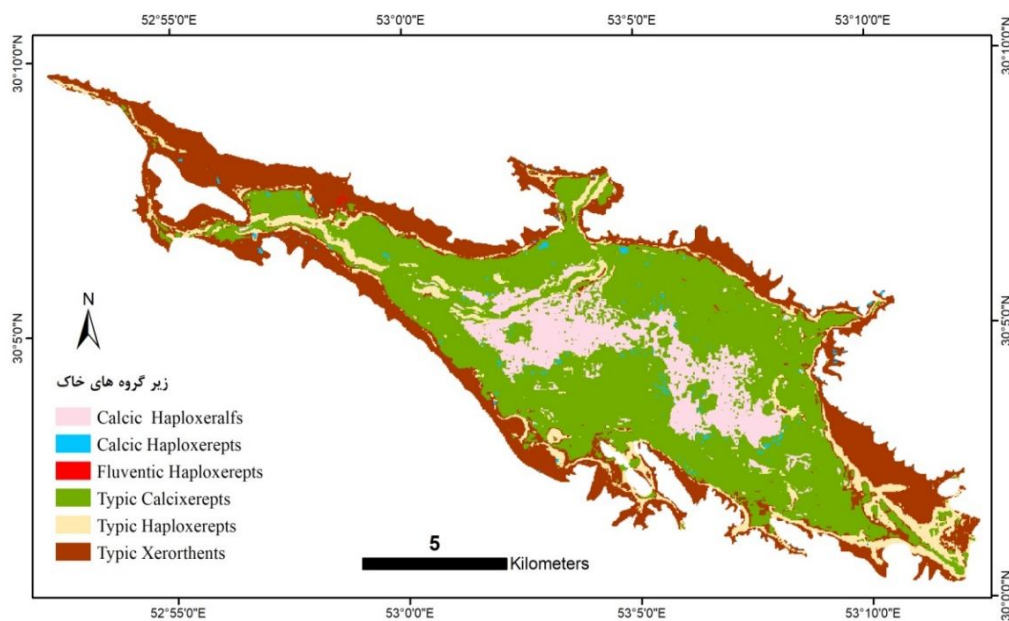 52°55'0"E
53°0'0"E
53°5'0"E
53°10'0"E
30°10'0"N
30°10'0"N
30°5'0"N
30°5'0"N
30°0'0"N
N
زیر گروه های خاک
Calcic Haploxeralfs
Calcic Haploxerepts
Fluventic Haploxerepts
Typic Calcixerepts
Typic Haploxerepts
Typic Xerorthents
5
Kilometers
52°55'0"E
53°0'0"E
53°5'0"E
53°10'0"E